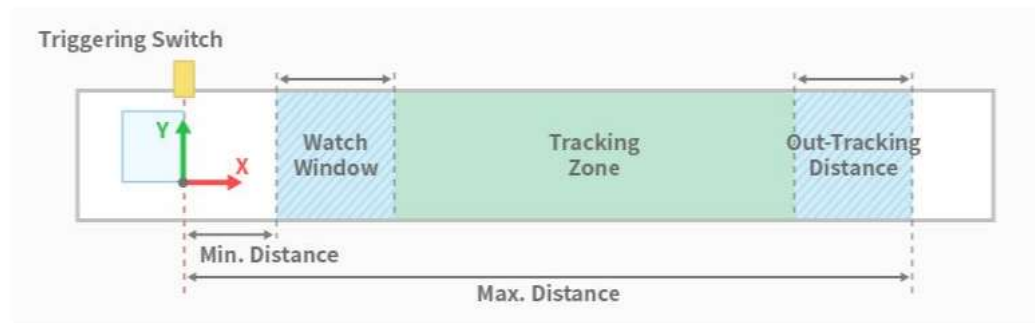 Triggering Switch
Y
X
Watch
Window
Tracking
Zone
Out-Tracking
Distance
Min. Distance
Max. Distance